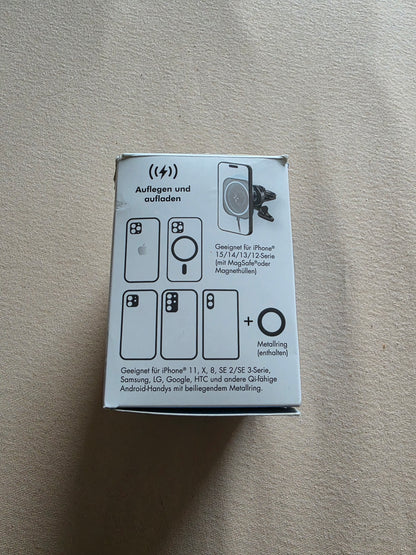 Auflegen und
aufladen
Geeignet für iPhone®
15/14/13/12-Serie
(mit MagSafe®oder
Magnethüllen)
Metallring
(enthalten)
Geeignet für iPhone® 11, X, 8, SE 2/SE 3-Serie,
Samsung, LG, Google, HTC und andere Qi-fähige
Android-Handys mit beiliegendem Metallring.